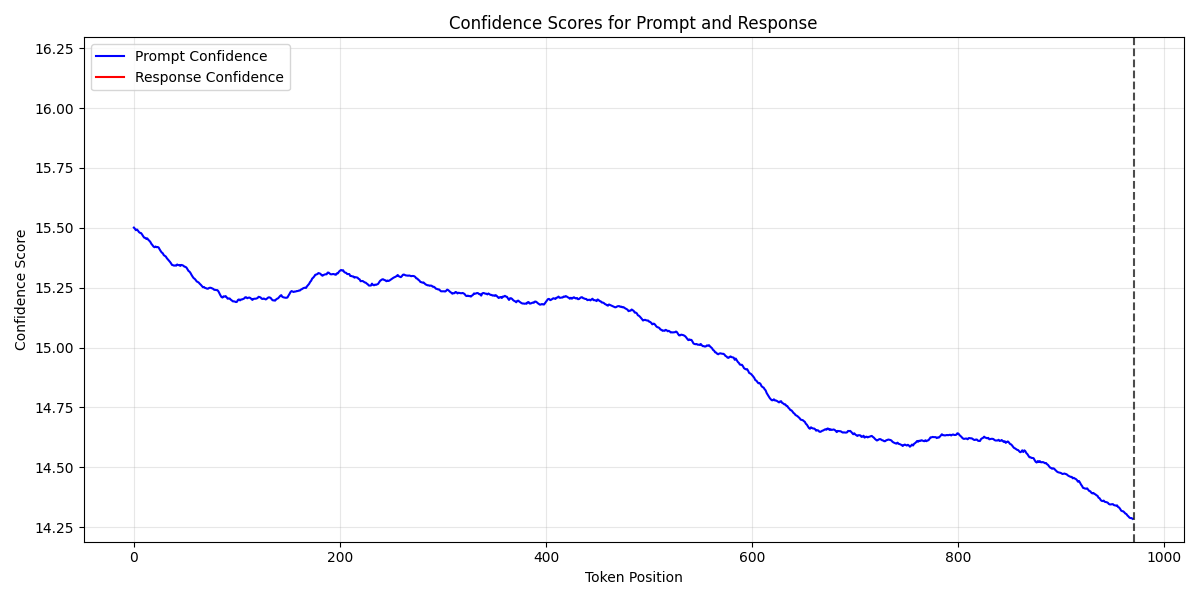 Confidence Scores for Prompt and Response
Prompt Confidence
Response Confidence
Confidence Score
16.25
16.00
15.75
15.50
15.25
15.00
14.75
14.50
14.25
0 200 400 600 800 1000
Token Position